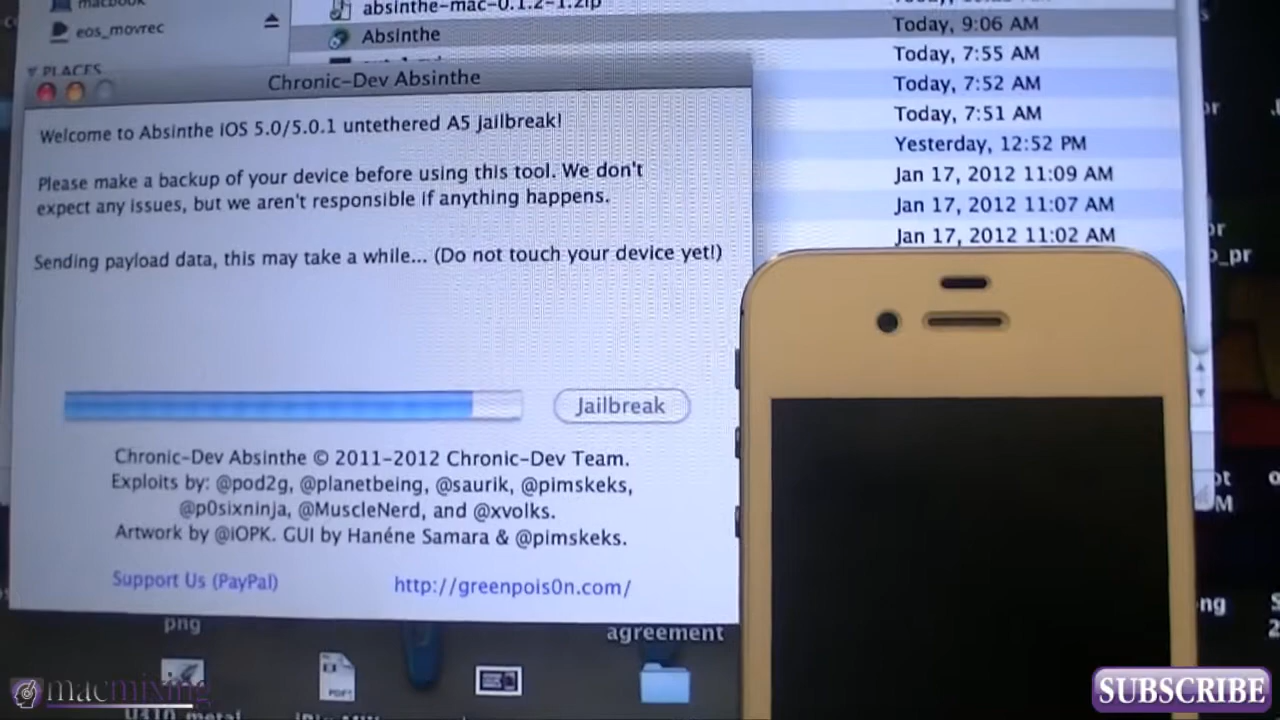 macbook
eos_movrec
PLACES
absinthe-mac-0.1.2-1.zip
Absinthe
Today, 9:06 AM
Today, 7:55 AM
Today, 7:52 AM
Today, 7:51 AM
Yesterday, 12:52 PM
Jan 17, 2012 11:09 AM
Jan 17, 2012 11:07 AM
Jan 17, 2012 11:02 AM
Chronic-Dev Absinthe
Welcome to Absinthe iOS 5.0/5.0.1 untethered A5 jailbreak!
Please make a backup of your device before using this tool. We don't
expect any issues, but we aren't responsible if anything happens.
Sending payload data, this may take a while... (Do not touch your device yet!)
Jailbreak
Chronic-Dev Absinthe © 2011-2012 Chronic-Dev Team.
Exploits by: @pod2g, @planetbeing, @saurik, @pimskeks,
@p0sixninja, @MuscleNerd, and @xvolks.
Artwork by @iOPK. GUI by Hanéne Samara & @pimskeks.
Support Us (PayPal)
http://greenpois0n.com/
png
agreement
PDF
macmixing
SUBSCRIBE